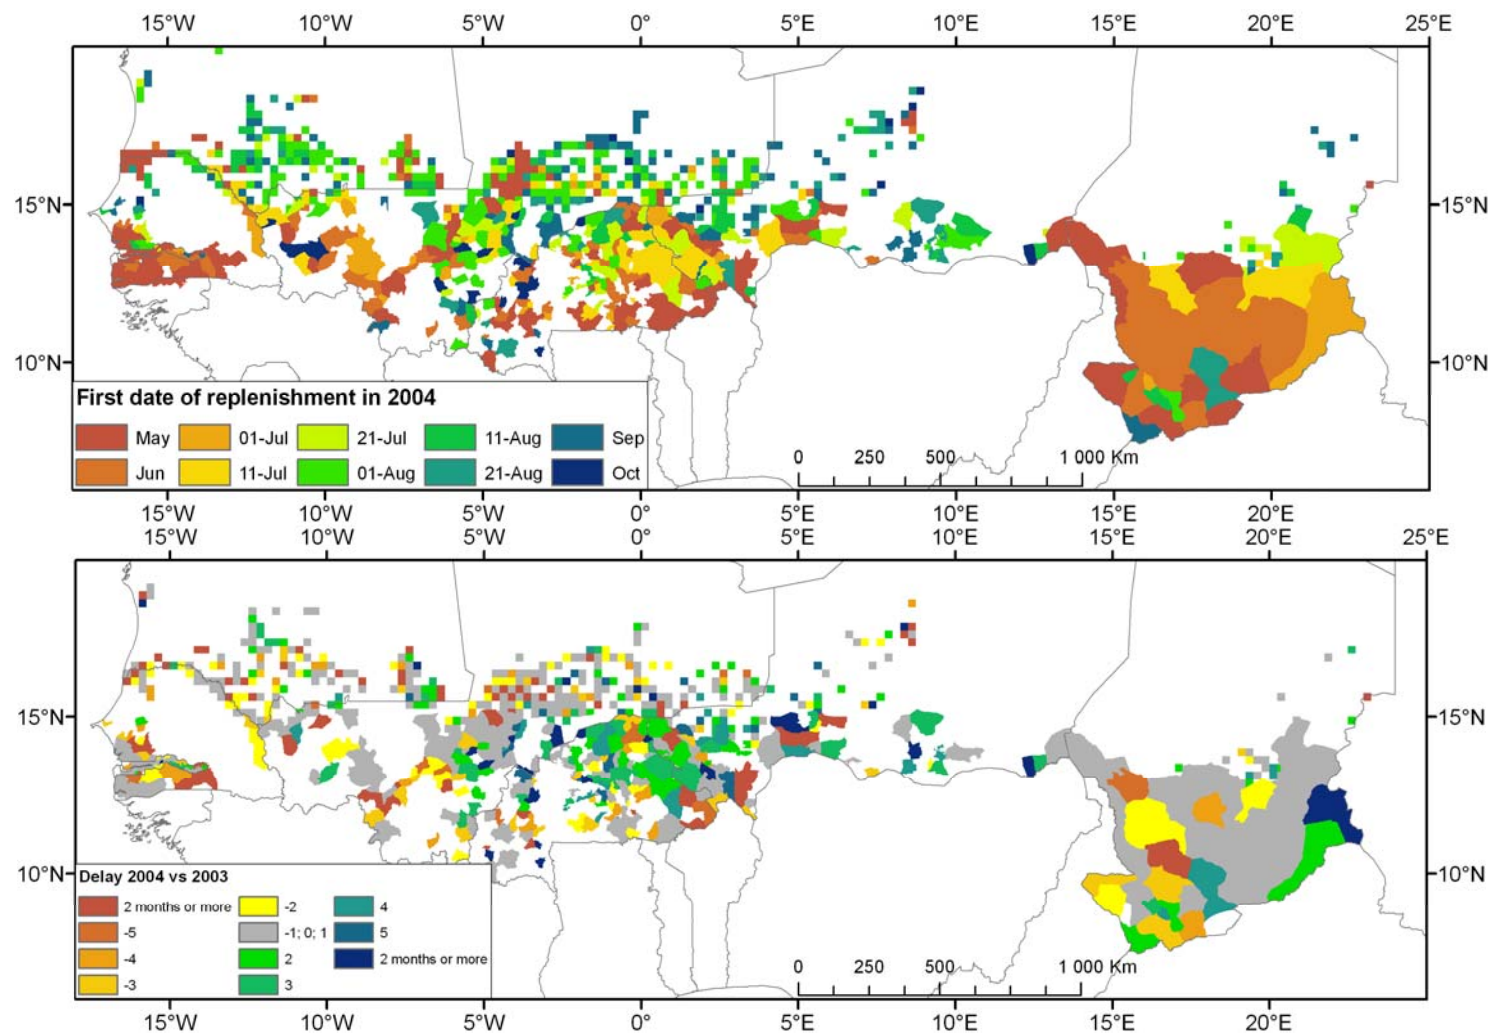 15°W 10°W 5°W 0° 5°E 10°E 15°E 20°E 25°E
15°N 15°N
10°N 10°N
First date of replenishment in 2004
May 01-Jul 21-Jul 11-Aug Sep
Jun 11-Jul 01-Aug 21-Aug Oct
0 250 500 1 000 Km
15°W 10°W 5°W 0° 5°E 10°E 15°E 20°E
15°W 10°W 5°W 0° 5°E 10°E 15°E 20°E 25°E
15°N 15°N
10°N 10°N
Delay 2004 vs 2003
2 months or more -2 4
-5 -1; 0; 1 5
-4 2 2 months or more
-3 3
0 250 500 1 000 Km
15°W 10°W 5°W 0° 5°E 10°E 15°E 20°E